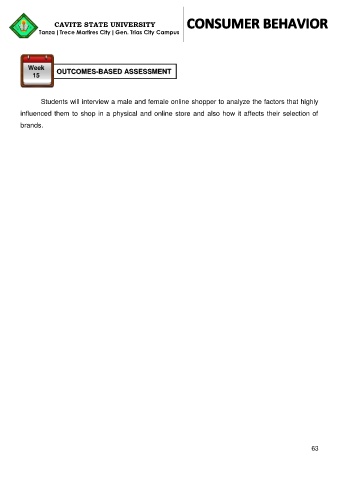 CAVITE STATE UNIVERSITY
Tanza | Trece Martires City | Gen. Trias City Campus
CONSUMER BEHAVIOR
Week
15
OUTCOMES-BASED ASSESSMENT
Students will interview a male and female online shopper to analyze the factors that highly
influenced them to shop in a physical and online store and also how it affects their selection of
brands.
63